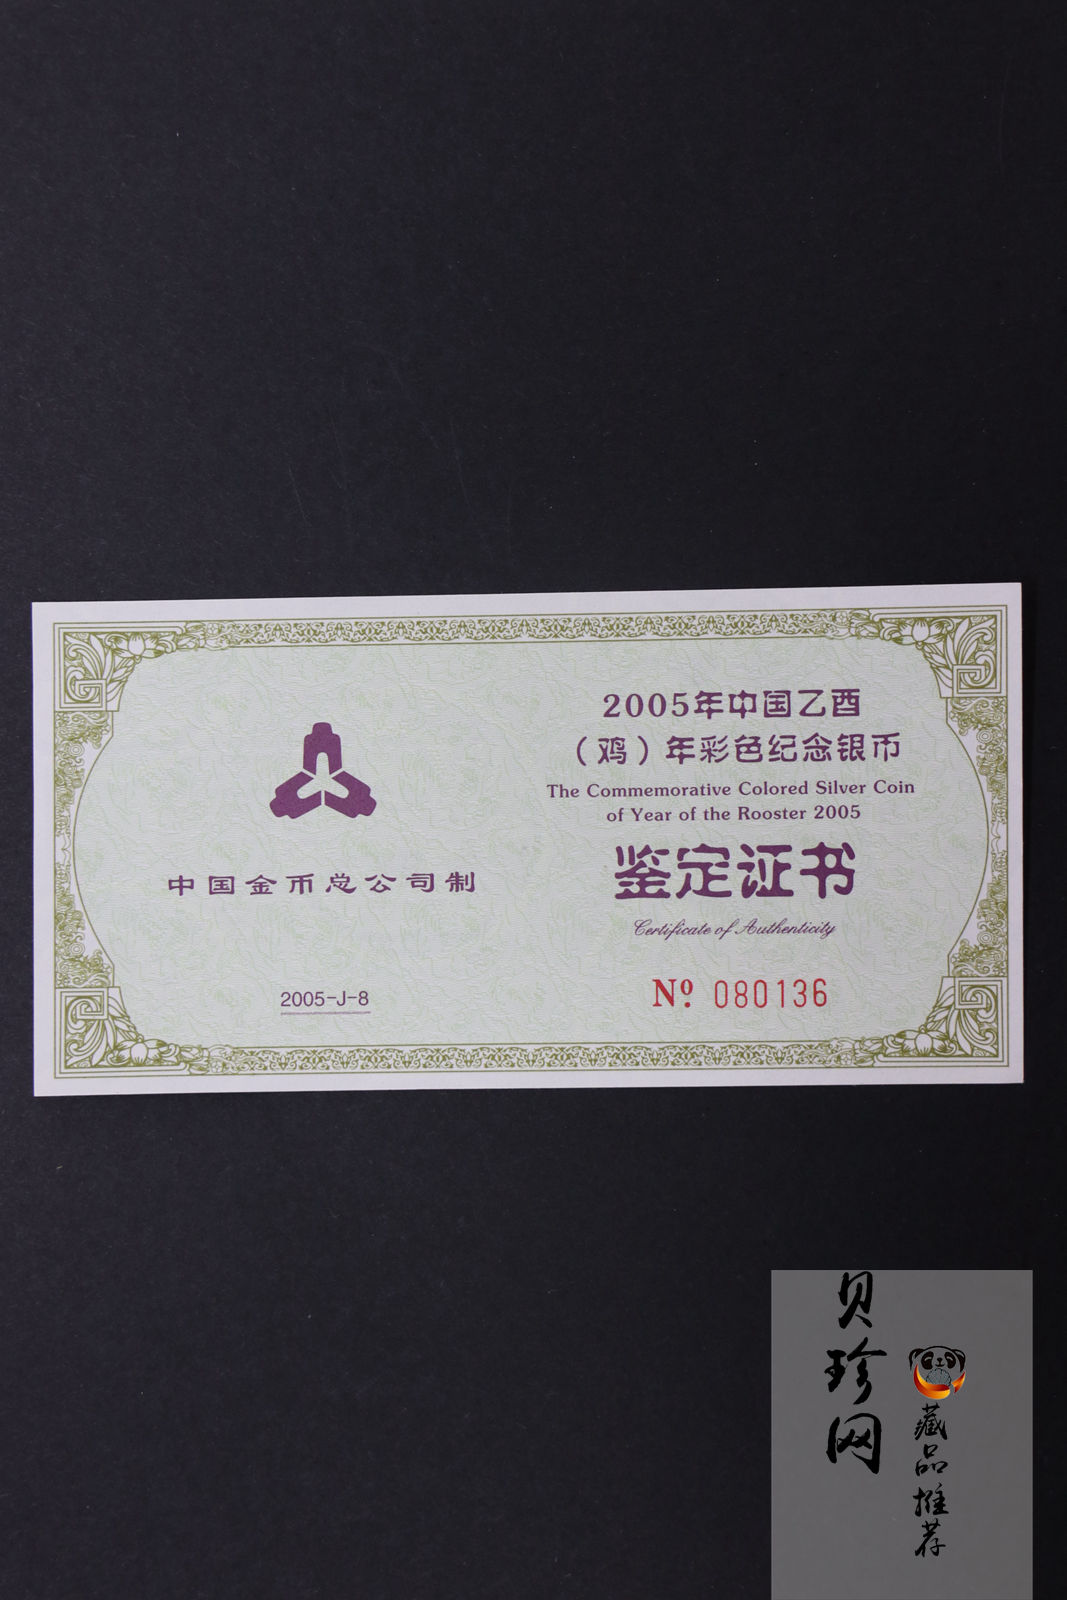 2005年中国乙酉
（鸡）年彩色纪念银币
The Commemorative Colored Silver Coin
of Year of the Rooster 2005
鉴定证书
Certificate of Authenticity
Nº 080136
中国金币总公司制
2005-J-8
贝珍网
藏品推荐